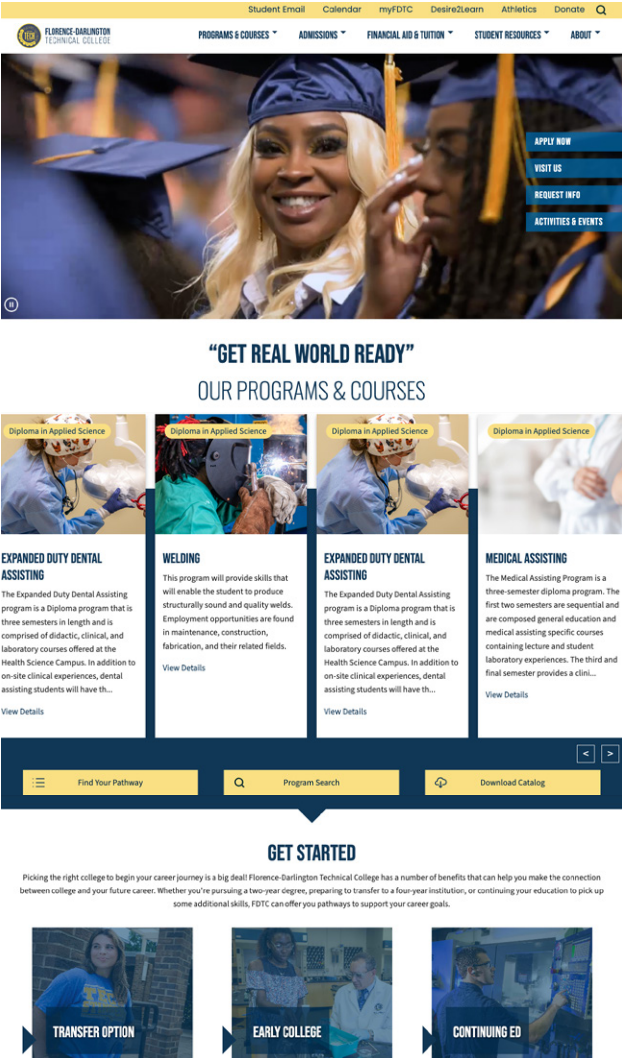 Student Email Calendar myFDTC Desire2Learn Athletics Donate
TECH
FLORENCE-DARLINGTON
TECHNICAL COLLEGE
PROGRAMS & COURSES ADMISSIONS FINANCIAL AID & TUITION STUDENT RESOURCES ABOUT
APPLY NOW
VISIT US
REQUEST INFO
ACTIVITIES & EVENTS
“GET REAL WORLD READY”
OUR PROGRAMS & COURSES
Diploma in Applied Science
EXPANDED DUTY DENTAL
ASSISTING
The Expanded Duty Dental Assisting
program is a Diploma program that is
three semesters in length and is
comprised of didactic, clinical, and
laboratory courses offered at the
Health Science Campus. In addition to
on-site clinical experiences, dental
assisting students will have th...
View Details
Diploma in Applied Science
WELDING
This program will provide skills that
will enable the student to produce
structurally sound and quality welds.
Employment opportunities are found
in maintenance, construction,
fabrication, and their related fields.
View Details
Diploma in Applied Science
EXPANDED DUTY DENTAL
ASSISTING
The Expanded Duty Dental Assisting
program is a Diploma program that is
three semesters in length and is
comprised of didactic, clinical, and
laboratory courses offered at the
Health Science Campus. In addition to
on-site clinical experiences, dental
assisting students will have th...
View Details
Diploma in Applied Science
MEDICAL ASSISTING
The Medical Assisting Program is a
three-semester diploma program. The
first two semesters are sequential and
are composed general education and
medical assisting specific courses
containing lecture and student
laboratory experiences. The third and
final semester provides a clini...
View Details
< >
Find Your Pathway
Program Search
Download Catalog
GET STARTED
Picking the right college to begin your career journey is a big deal! Florence-Darlington Technical College has a number of benefits that can help you make the connection
between college and your future career. Whether you're pursuing a two-year degree, preparing to transfer to a four-year institution, or continuing your education to pick up
some additional skills, FDTC can offer you pathways to support your career goals.
TRANSFER OPTION
EARLY COLLEGE
CONTINUING ED